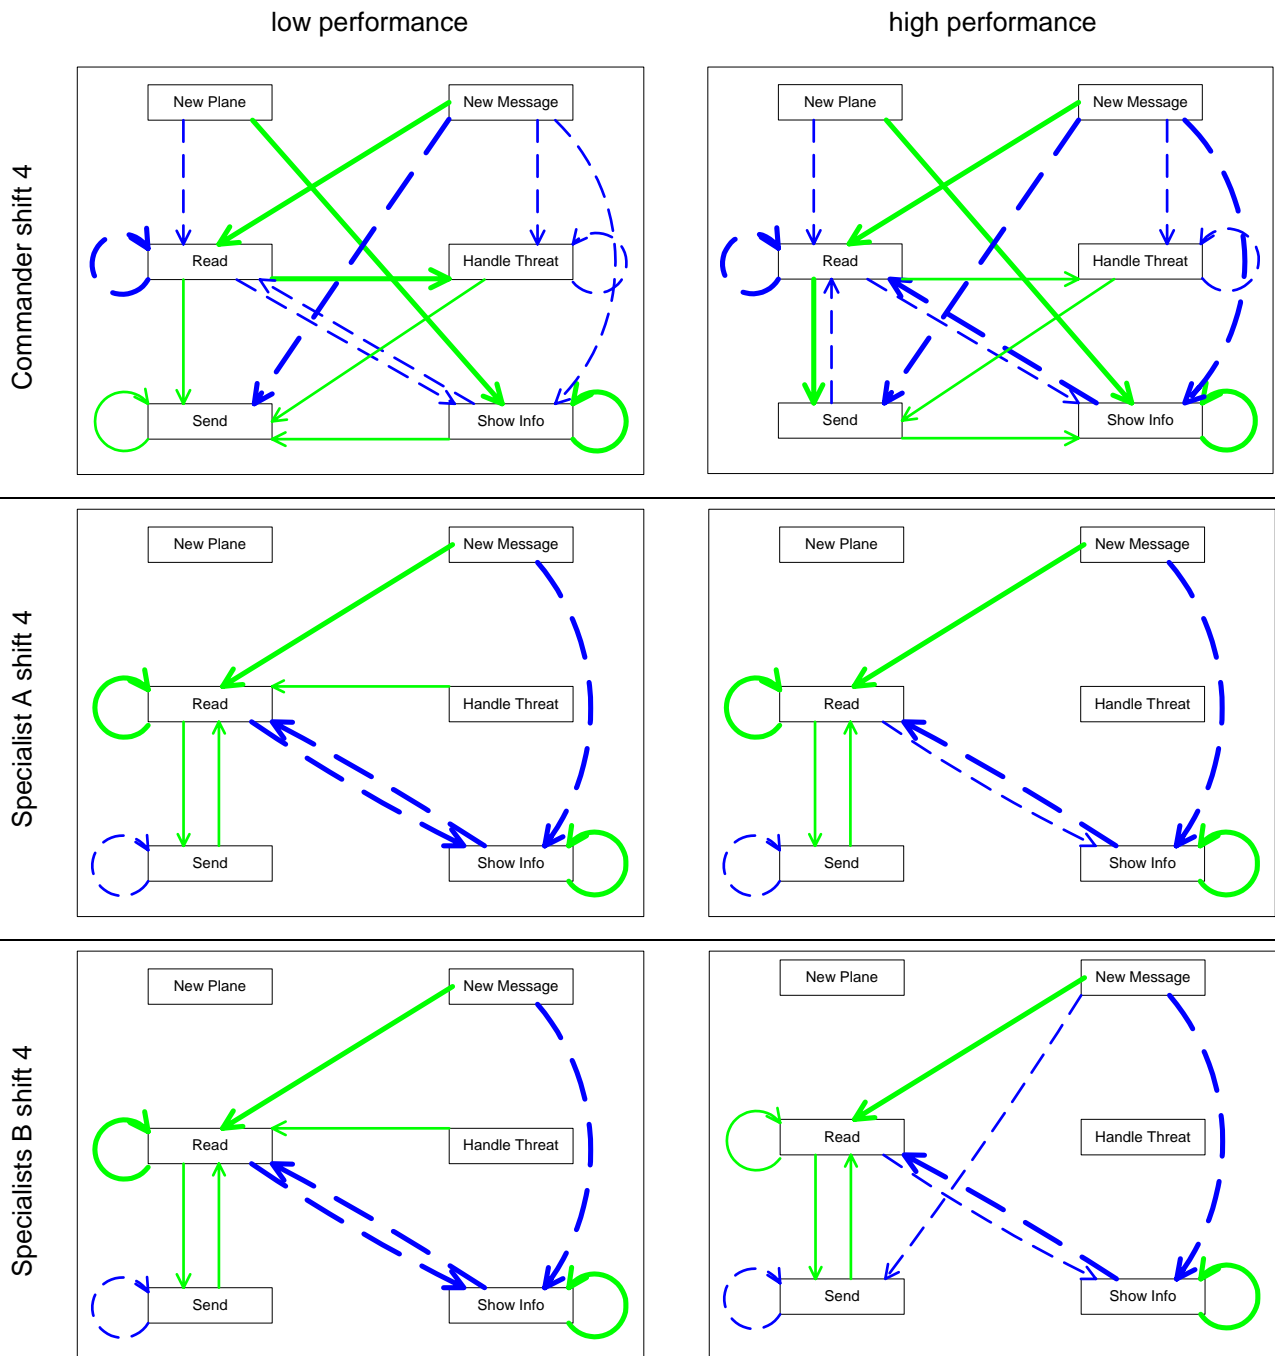 low performance
high performance
Commander shift 4
New Plane
New Message
Read
Handle Threat
Send
Show Info
New Plane
New Message
Read
Handle Threat
Send
Show Info
Specialist A shift 4
New Plane
New Message
Read
Handle Threat
Send
Show Info
New Plane
New Message
Read
Handle Threat
Send
Show Info
Specialists B shift 4
New Plane
New Message
Read
Handle Threat
Send
Show Info
New Plane
New Message
Read
Handle Threat
Send
Show Info